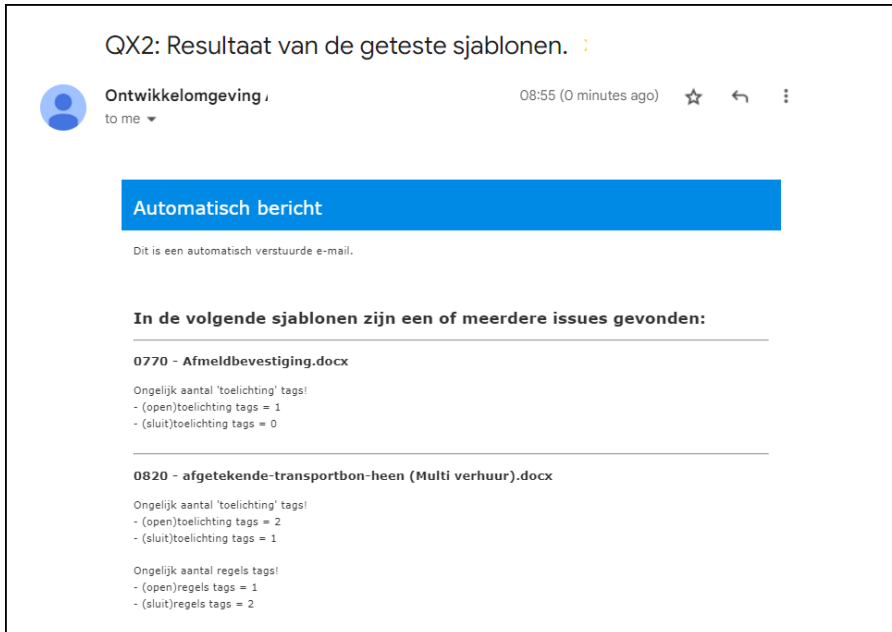 QX2: Resultaat van de geteste sjablonen.
Ontwikkelomgeving
08:55 (0 minutes ago)
to me
Automatisch bericht
Dit is een automatisch verstuurde e-mail.
In de volgende sjablonen zijn een of meerdere issues gevonden:
0770 - Afmeldbevestiging.docx
Ongelijk aantal 'toelichting' tags!
- (open)toelichting tags = 1
- (sluit)toelichting tags = 0
0820 - afgetekende-transportbon-heen (Multi verhuur).docx
Ongelijk aantal 'toelichting' tags!
- (open)toelichting tags = 2
- (sluit)toelichting tags = 1
Ongelijk aantal regels tags!
- (open)regels tags = 1
- (sluit)regels tags = 2